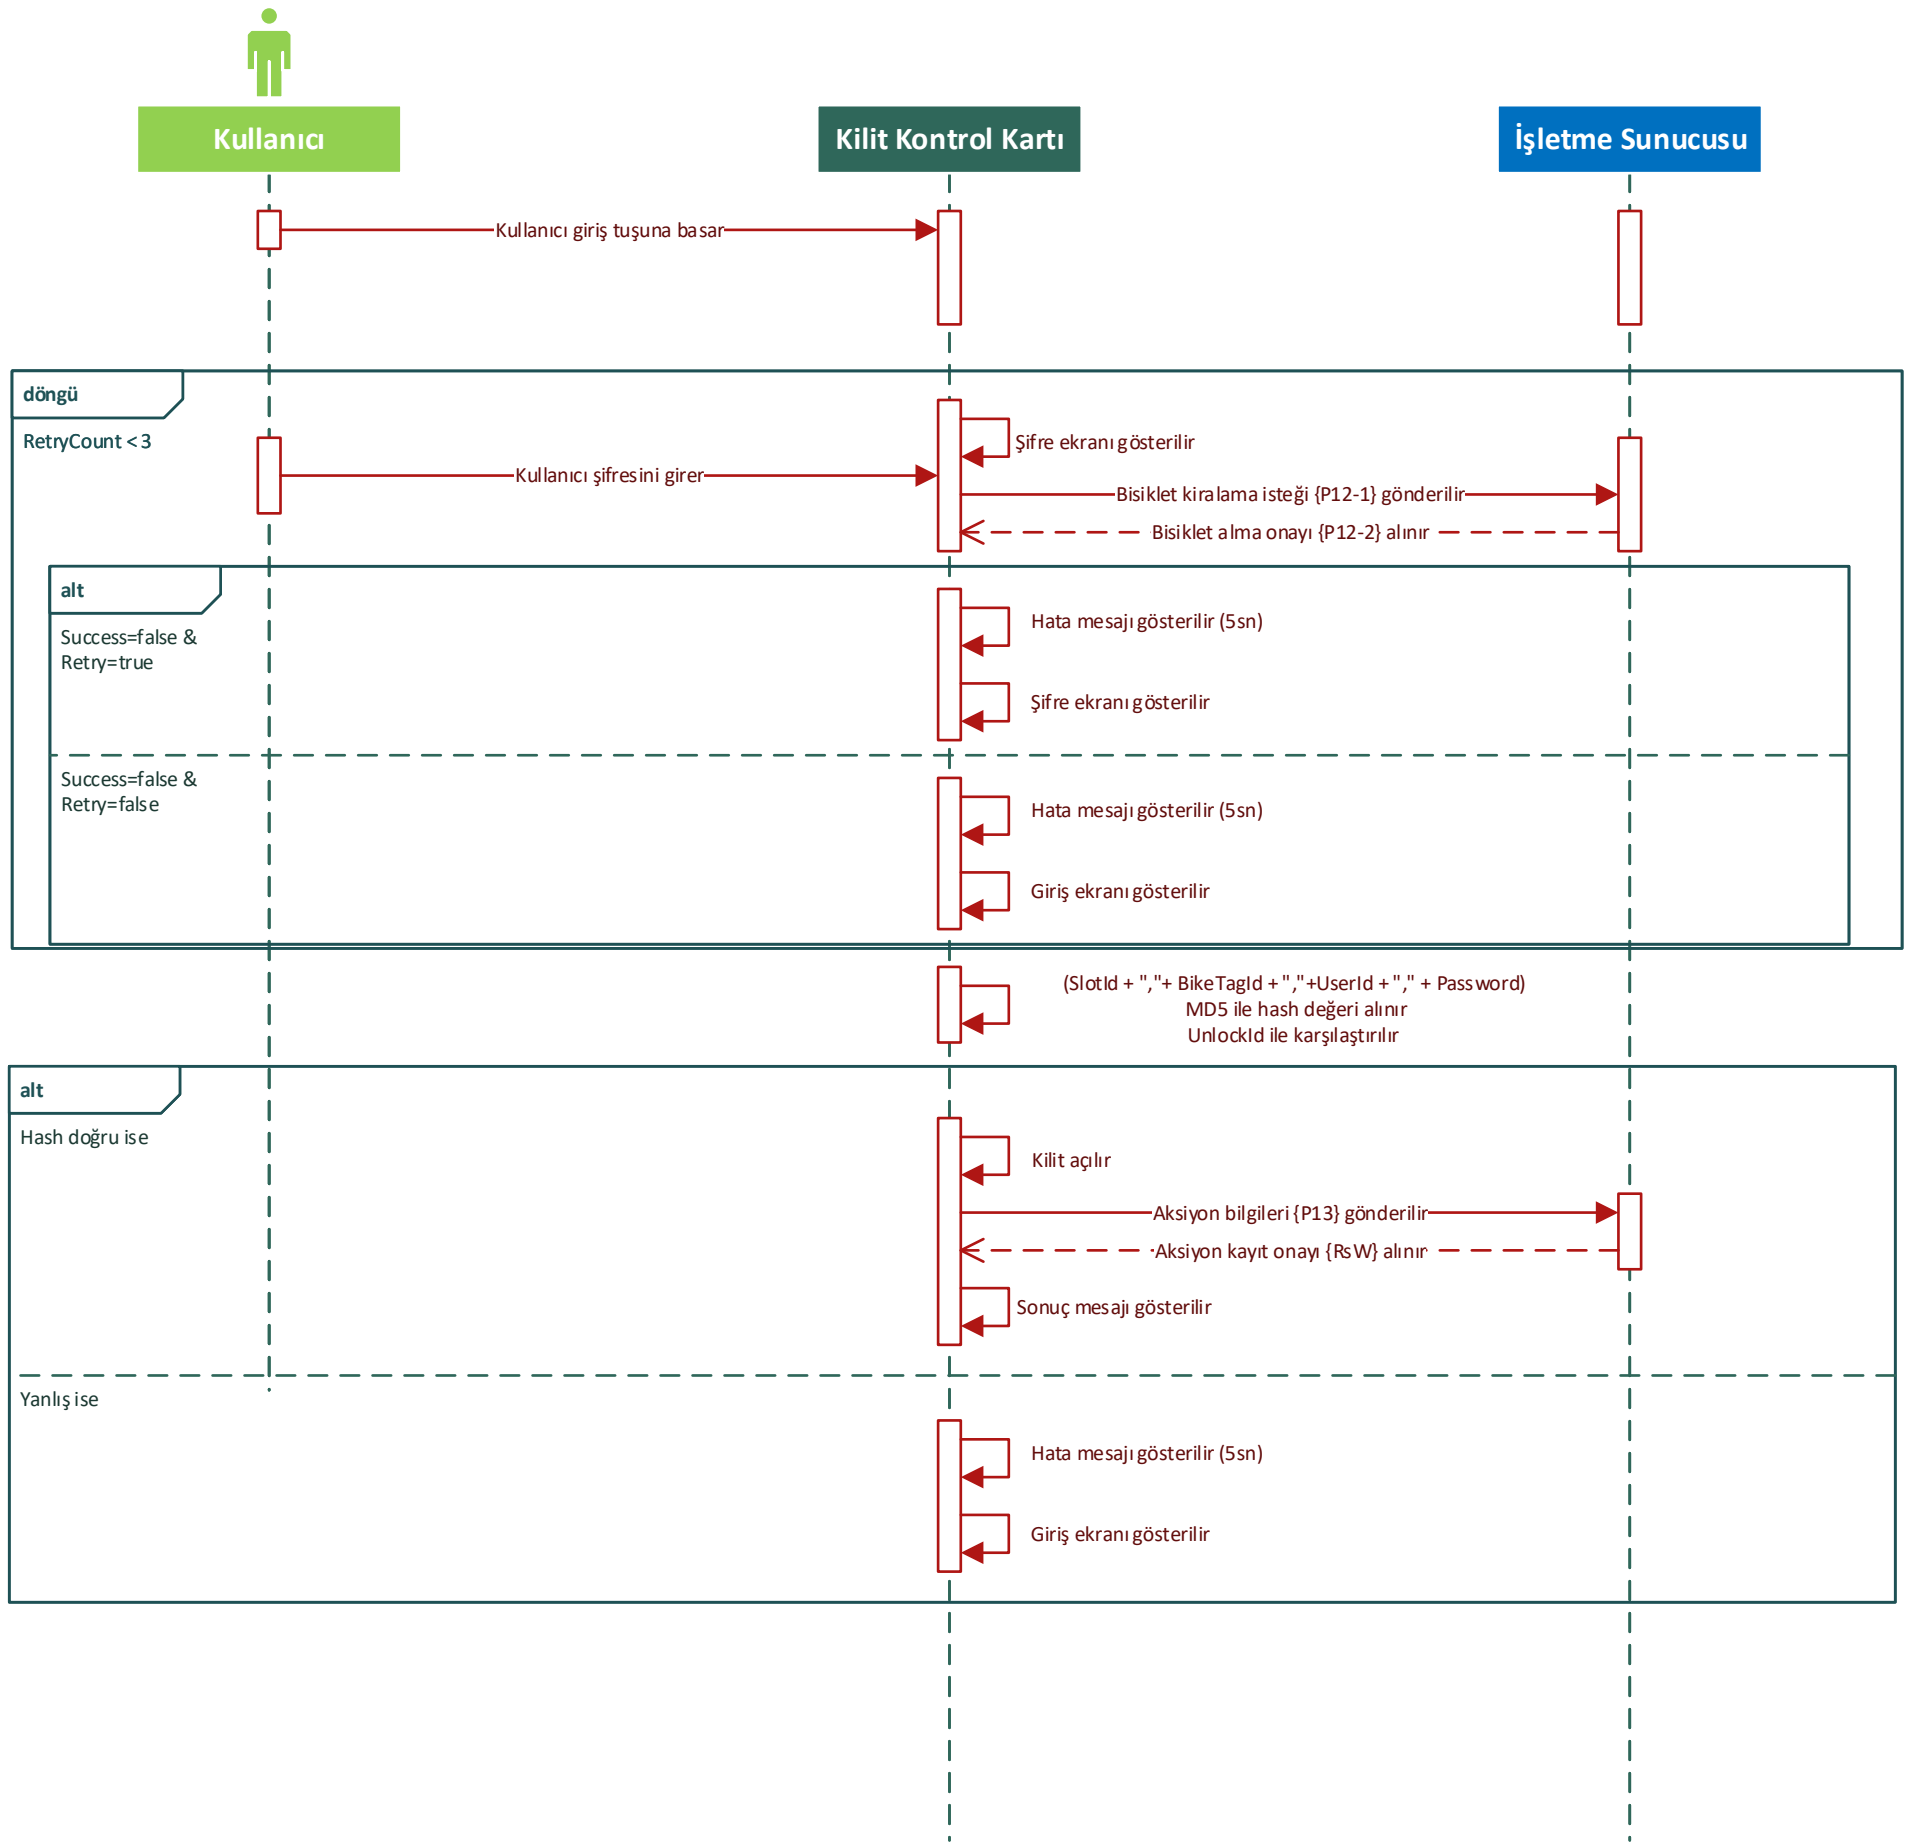 Kullanıcı
Kilit Kontrol Kartı
İşletme Sunucusu
Kullanıcı giriş tuşuna basar
döngü
RetryCount < 3
Şifre ekranı gösterilir
Kullanıcı şifresini girer
Bisiklet kiralama isteği {P12-1} gönderilir
Bisiklet alma onayı {P12-2} alınır
alt
Success=false &
Retry=true
Hata mesajı gösterilir (5sn)
Şifre ekranı gösterilir
Success=false &
Retry=false
Hata mesajı gösterilir (5sn)
Giriş ekranı gösterilir
(SlotId + ","+ BikeTagId + ","+UserId + "," + Password)
MD5 ile hash değeri alınır
UnlockId ile karşılaştırılır
alt
Hash doğru ise
Kilit açılır
Aksiyon bilgileri {P13} gönderilir
Aksiyon kayıt onayı {RsW} alınır
Sonuç mesajı gösterilir
Yanlış ise
Hata mesajı gösterilir (5sn)
Giriş ekranı gösterilir